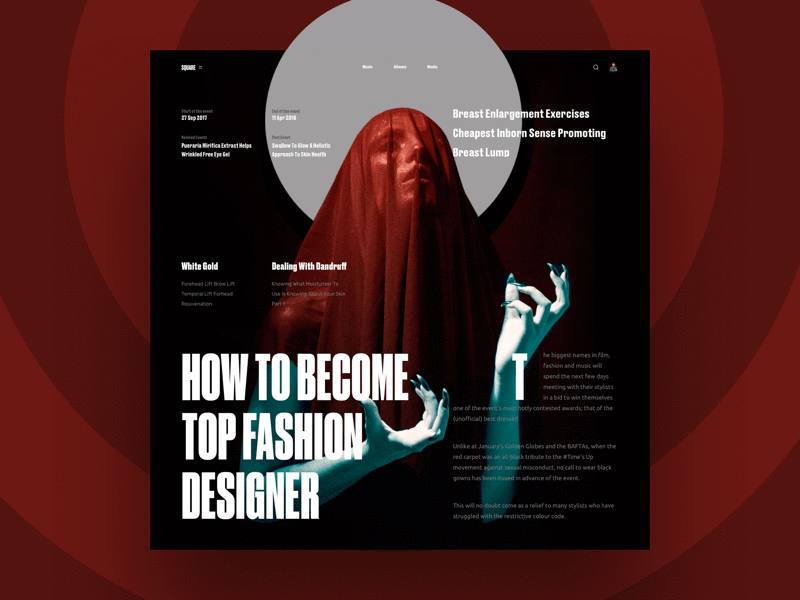 SQUARE
Music
Albums
Media
Start of the event
27 Sep 2017
End of the event
11 Apr 2018
Related Event
Pueraria Mirifica Extract Helps
Wrinkled Free Eye Gel
Past Event
Swallow To Glow A Holistic
Approach To Skin Health
Breast Enlargement Exercises
Cheapest Inborn Sense Promoting
Breast Lump
White Gold
Forehead Lift Brow Lift
Temporal Lift Forhead
Rejuvenation
Dealing With Dandruff
Knowing What Moisturizer To
Use Is Knowing About Your Skin
Part
HOW TO BECOME
TOP FASHION
DESIGNER
T he biggest names in film,
fashion and music will
spend the next few days
meeting with their stylists
in a bid to win themselves
one of the event's most hotly contested awards; that of the
(unofficial) best dressed
Unlike at January's Golden Globes and the BAFTAs, when the
red carpet was an all-black tribute to the #Time's Up
movement against sexual misconduct, no call to wear black
gowns has been issued in advance of the event.
This will no doubt come as a relief to many stylists who have
struggled with the restrictive colour code.